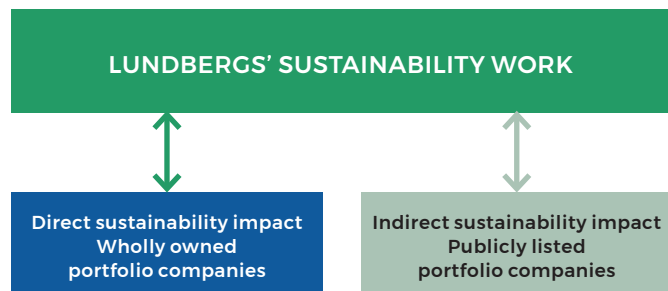 LUNDBERGS’ SUSTAINABILITY WORK
Direct sustainability impact
Wholly owned
portfolio companies
Indirect sustainability impact
Publicly listed
portfolio companies